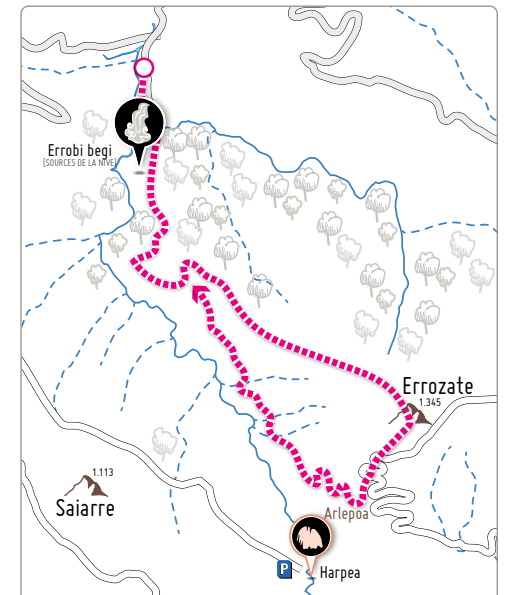 Errobi begi
(SOURCES DE LA NIVE)
Errozate
1.345
1.113
Saiarre
Arlepoa
P
Harpea